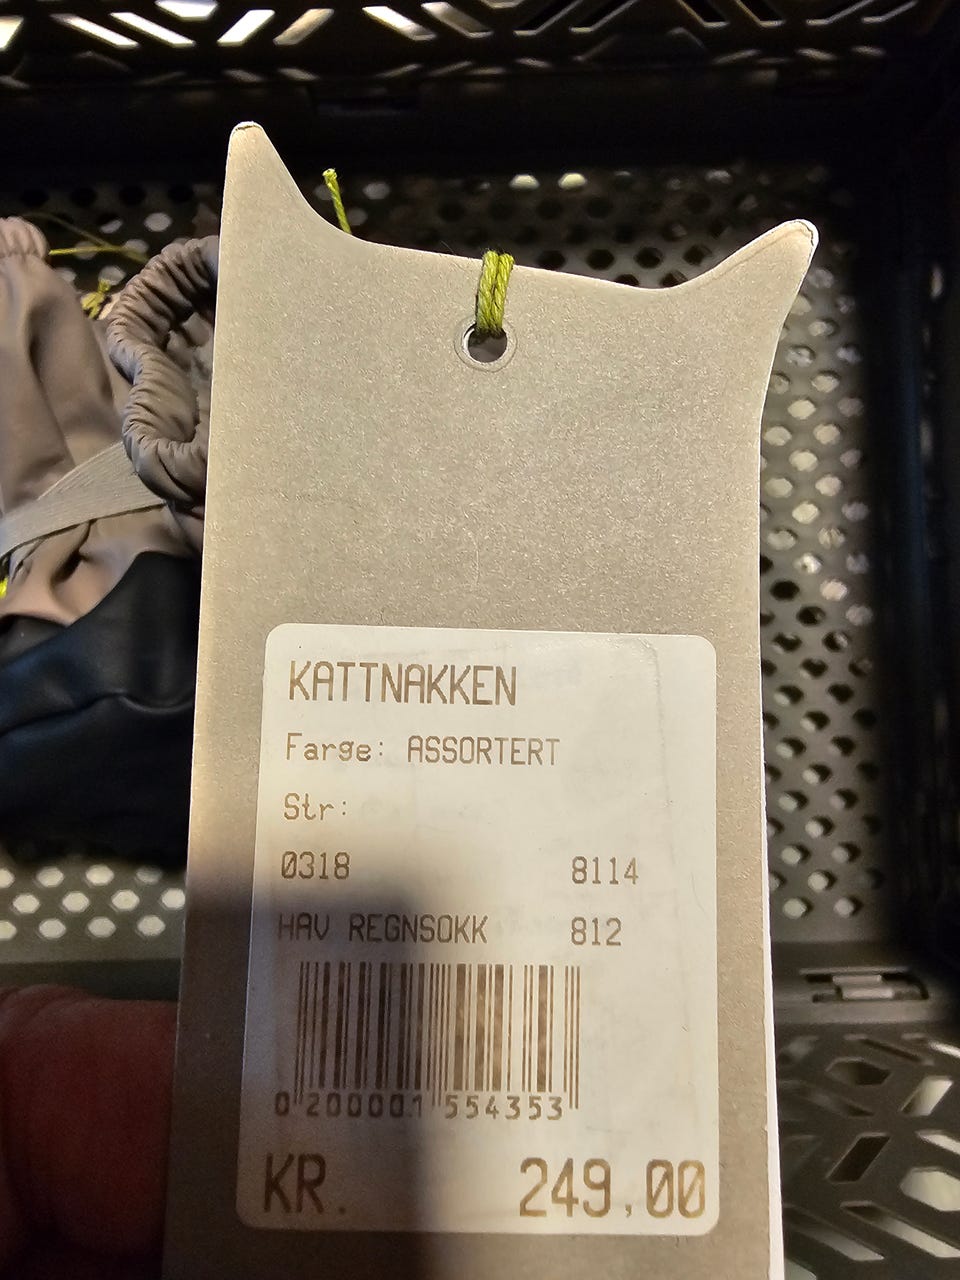 KATTNAKKEN
Farge: ASSORTERT
Str:
0318 8114
HAV REGNSOKK 812
0 200001 554353
KR. 249,00